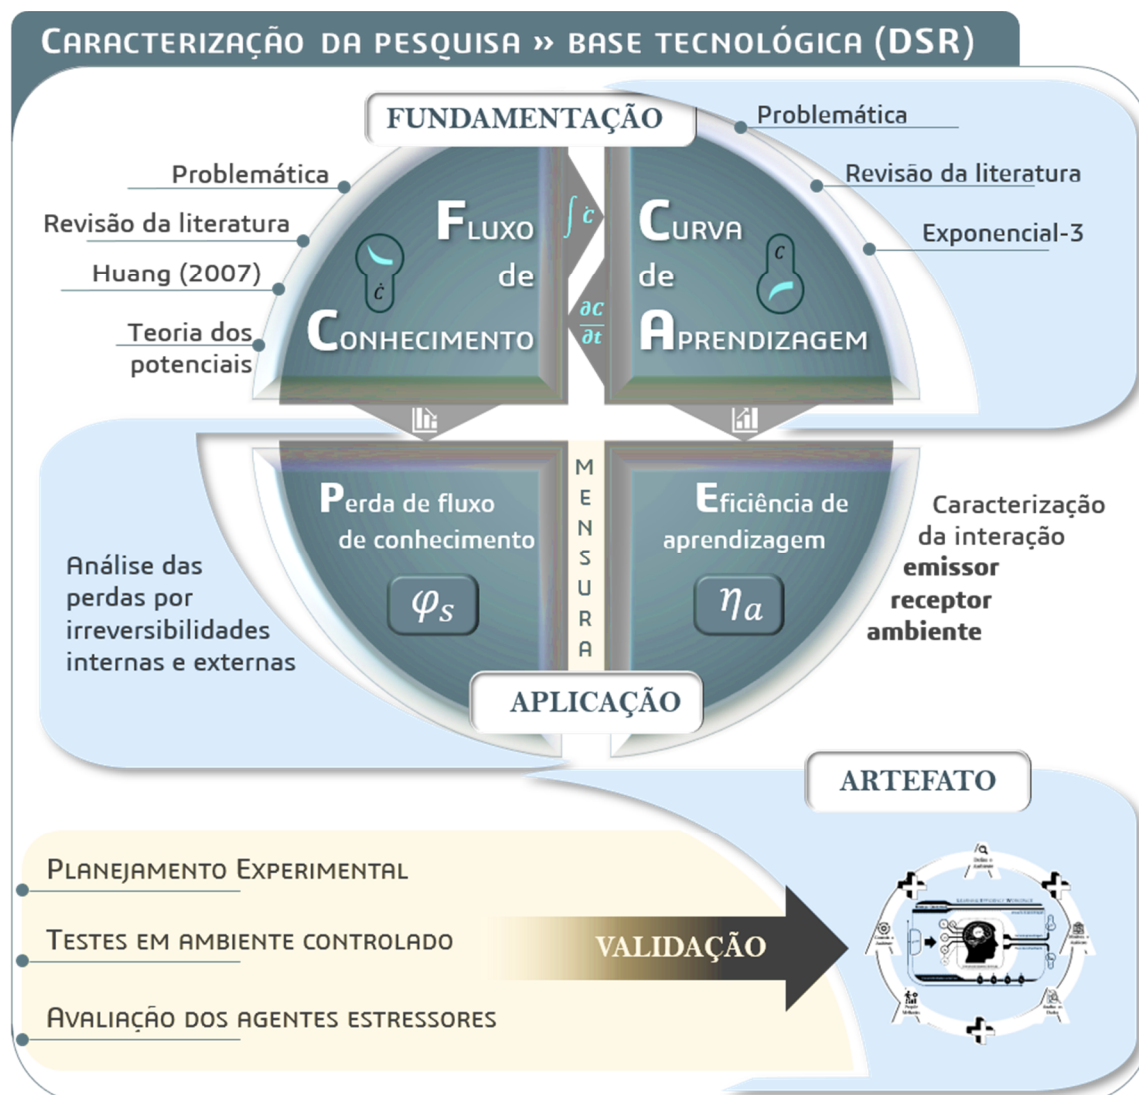 CARACTERIZAÇÃO DA PESQUISA » BASE TECNOLÓGICA (DSR)
FUNDAMENTAÇÃO
Problemática
Revisão da literatura
Huang (2007)
Teoria dos
potenciais
FLUXO
de
CONHECIMENTO
Ċ
∫ Ċ
∂C
∂t
CURVA
de
APRENDIZAGEM
C
Problemática
Revisão da literatura
Exponencial-3
Perda de fluxo
de conhecimento
φs
MENSURA
Eficiência de
aprendizagem
ηa
Análise das
perdas por
irreversibilidades
internas e externas
Caracterização
da interação
emissor
receptor
ambiente
APLICAÇÃO
ARTEFATO
PLANEJAMENTO EXPERIMENTAL
TESTES EM AMBIENTE CONTROLADO
AVALIAÇÃO DOS AGENTES ESTRESSORES
VALIDAÇÃO